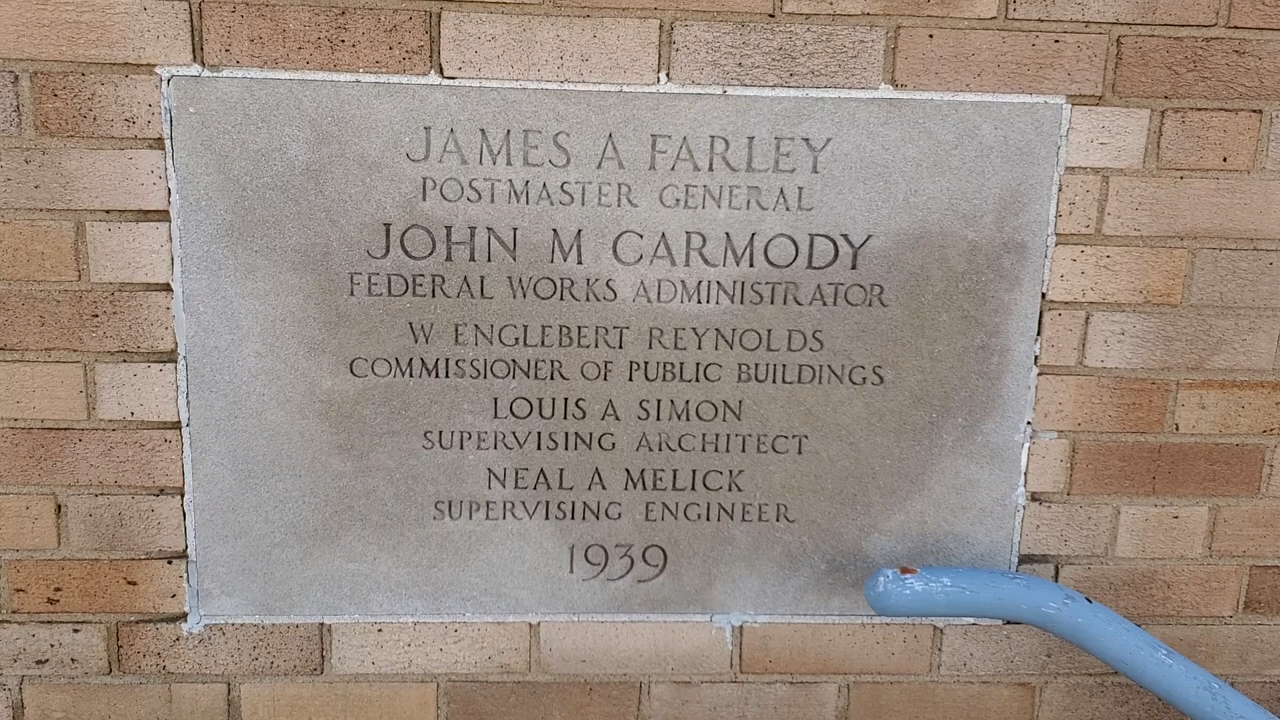 JAMES A FARLEY
POSTMASTER GENERAL
JOHN M CARMODY
FEDERAL WORKS ADMINISTRATOR
W ENGLEBERT REYNOLDS
COMMISSIONER OF PUBLIC BUILDINGS
LOUIS A SIMON
SUPERVISING ARCHITECT
NEAL A MELICK
SUPERVISING ENGINEER
1939